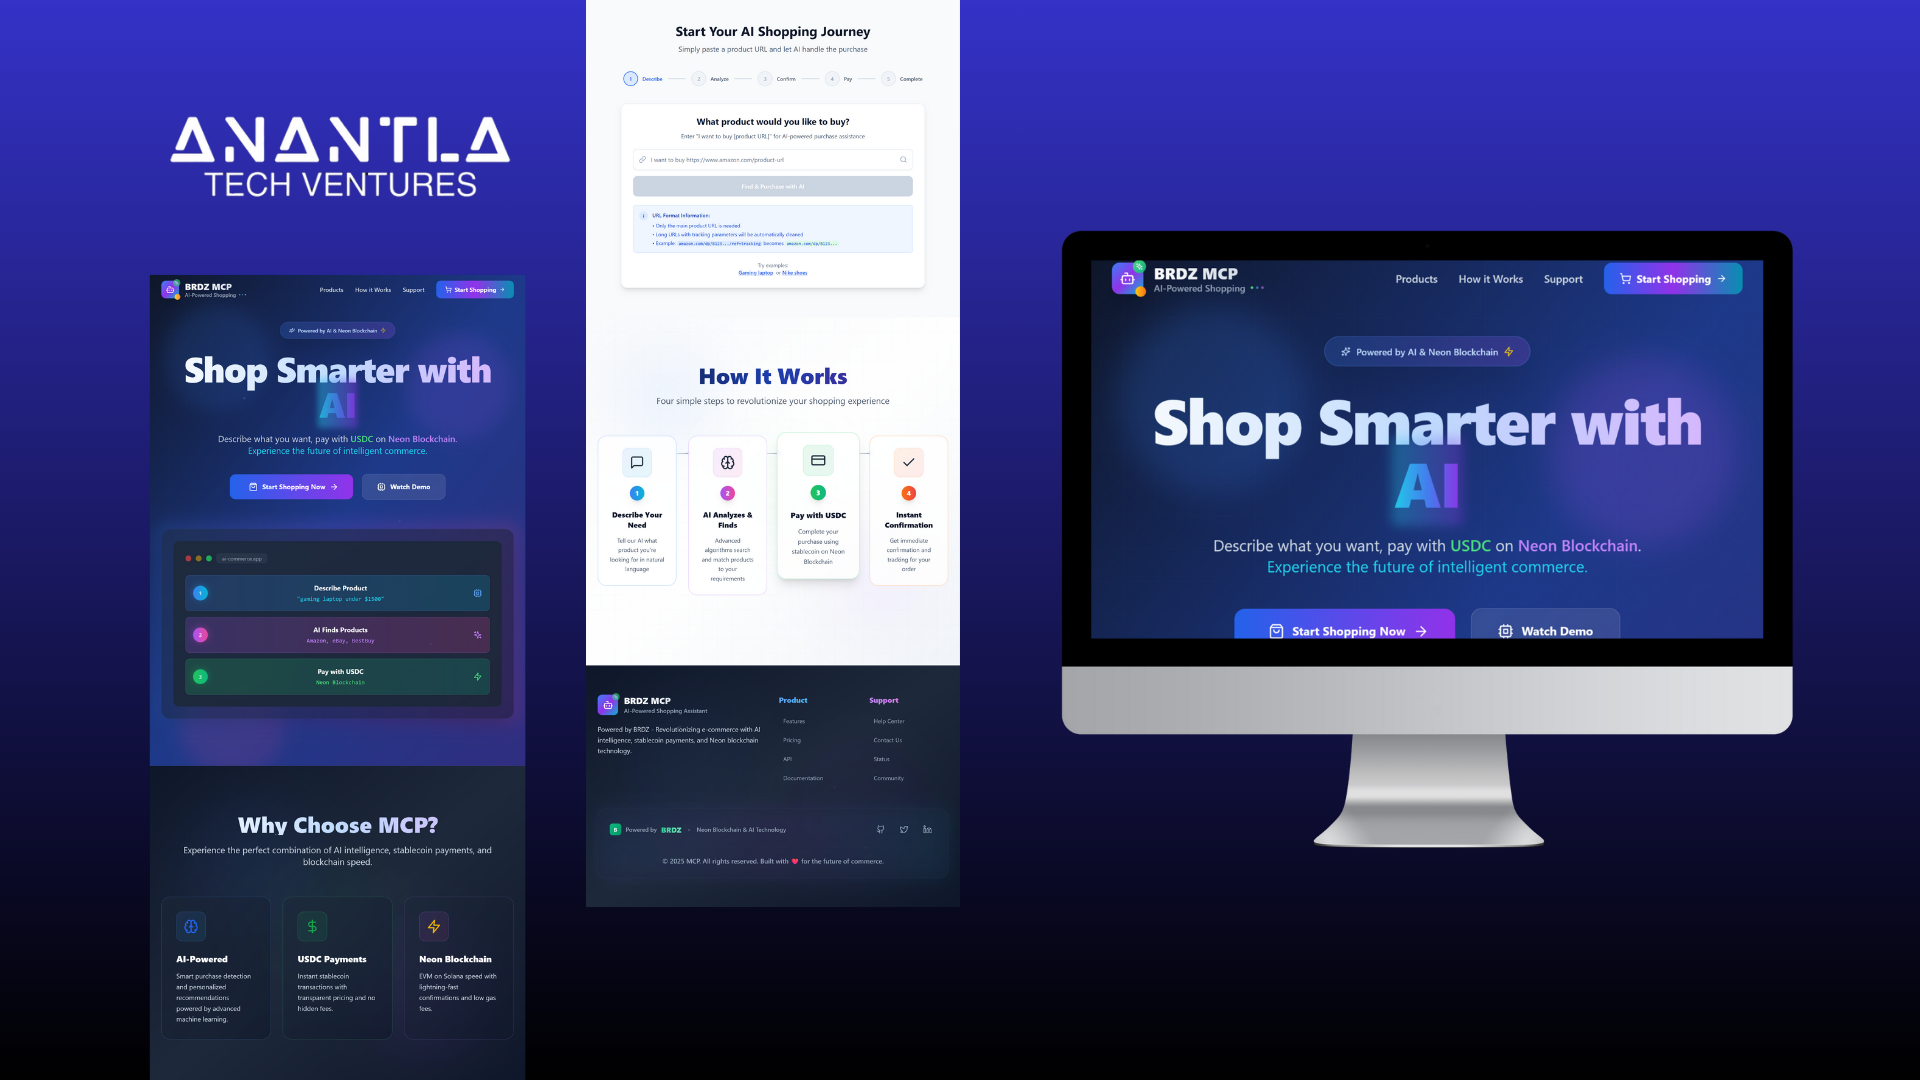 ANANTLA
TECH VENTURES
BRDZ MCP
AI-Powered Shopping
Products
How it Works
Support
Start Shopping
Powered by AI & Neon Blockchain
Shop Smarter with
AI
Describe what you want, pay with USDC on Neon Blockchain.
Experience the future of intelligent commerce.
Start Shopping Now
Watch Demo
ai-commerce.app
1
Describe Product
"gaming laptop under $1500"
2
AI Finds Products
Amazon, eBay, BestBuy
3
Pay with USDC
Neon Blockchain
Why Choose MCP?
Experience the perfect combination of AI intelligence, stablecoin payments, and
blockchain speed.
AI-Powered
Smart purchase detection
and personalized
recommendations
powered by advanced
machine learning.
USDC Payments
Instant stablecoin
transactions with
transparent pricing and no
hidden fees.
Neon Blockchain
EVM on Solana speed with
lightning-fast
confirmations and low gas
fees.
Start Your AI Shopping Journey
Simply paste a product URL and let AI handle the purchase
1 Describe
2 Analyze
3 Confirm
4 Pay
5 Complete
What product would you like to buy?
Enter "I want to buy [product URL]" for AI-powered purchase assistance
I want to buy https://www.amazon.com/product-url
Find & Purchase with AI
URL Format Information:
• Only the main product URL is needed
• Long URLs with tracking parameters will be automatically cleaned
• Example: amazon.com/dp/B123.../ref=tracking becomes amazon.com/dp/B123...
Try examples:
Gaming laptop or Nike shoes
How It Works
Four simple steps to revolutionize your shopping experience
1
Describe Your
Need
Tell our AI what
product you're
looking for in natural
language
2
AI Analyzes &
Finds
Advanced
algorithms search
and match products
to your
requirements
3
Pay with USDC
Complete your
purchase using
stablecoin on Neon
Blockchain
4
Instant
Confirmation
Get immediate
confirmation and
tracking for your
order
BRDZ MCP
AI-Powered Shopping Assistant
Powered by BRDZ - Revolutionizing e-commerce with AI
intelligence, stablecoin payments, and Neon blockchain
technology.
Product
Features
Pricing
API
Documentation
Support
Help Center
Contact Us
Status
Community
B Powered by BRDZ • Neon Blockchain & AI Technology
© 2025 MCP. All rights reserved. Built with ❤️ for the future of commerce.
BRDZ MCP
AI-Powered Shopping
Products
How it Works
Support
Start Shopping
Powered by AI & Neon Blockchain
Shop Smarter with
AI
Describe what you want, pay with USDC on Neon Blockchain.
Experience the future of intelligent commerce.
Start Shopping Now
Watch Demo